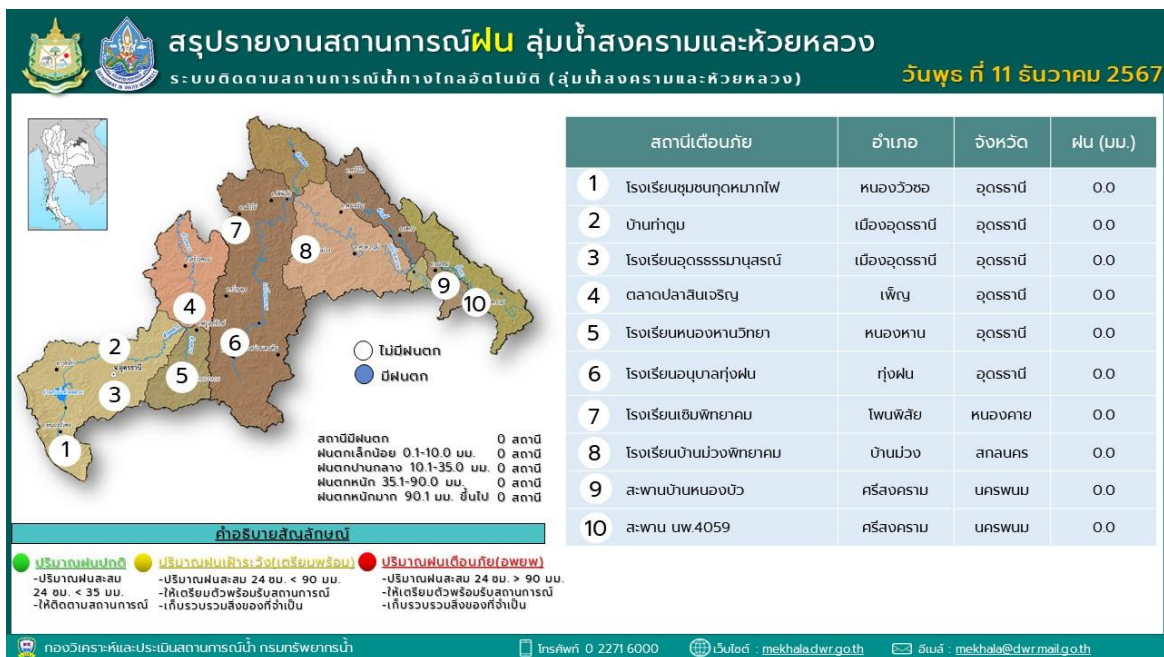 สรุปรายงานสถานการณ์ฝน ลุ่มน้ำสงครามและห้วยหลวง
ระบบติดตามสถานการณ์น้ำทางไกลอัตโนมัติ (ลุ่มน้ำสงครามและห้วยหลวง)
วันพุธ ที่ 11 ธันวาคม 2567
สถานีเตือนภัย อำเภอ จังหวัด ฝน (มม.)
1 โรงเรียนชุมชนกุดหมากไฟ หนองวัวซอ อุดรธานี 0.0
2 บ้านท่าตูม เมืองอุดรธานี อุดรธานี 0.0
3 โรงเรียนอุดรธรรมานุสรณ์ เมืองอุดรธานี อุดรธานี 0.0
4 ตลาดปลาสินเจริญ เพ็ญ อุดรธานี 0.0
5 โรงเรียนหนองหานวิทยา หนองหาน อุดรธานี 0.0
6 โรงเรียนอนุบาลทุ่งฝน ทุ่งฝน อุดรธานี 0.0
7 โรงเรียนเซิมพิทยาคม โพนพิสัย หนองคาย 0.0
8 โรงเรียนบ้านม่วงพิทยาคม บ้านม่วง สกลนคร 0.0
9 สะพานบ้านหนองบัว ศรีสงคราม นครพนม 0.0
10 สะพาน นพ.4059 ศรีสงคราม นครพนม 0.0
7
8
9
10
4
2
6
5
3
1
ไม่มีฝนตก
มีฝนตก
สถานีมีฝนตก 0 สถานี
ฝนตกเล็กน้อย 0.1-10.0 มม. 0 สถานี
ฝนตกปานกลาง 10.1-35.0 มม. 0 สถานี
ฝนตกหนัก 35.1-90.0 มม. 0 สถานี
ฝนตกหนักมาก 90.1 มม. ขึ้นไป 0 สถานี
คำอธิบายสัญลักษณ์
ปริมาณฝนปกติ
-ปริมาณฝนสะสม
24 ชม. < 35 มม.
-ให้ติดตามสถานการณ์
ปริมาณฝนเฝ้าระวัง(เตรียมพร้อม)
-ปริมาณฝนสะสม 24 ชม. < 90 มม.
-ให้เตรียมตัวพร้อมรับสถานการณ์
-เก็บรวบรวมสิ่งของที่จำเป็น
ปริมาณฝนเตือนภัย(อพยพ)
-ปริมาณฝนสะสม 24 ชม. > 90 มม.
-ให้เตรียมตัวพร้อมรับสถานการณ์
-เก็บรวบรวมสิ่งของที่จำเป็น
กองวิเคราะห์และประเมินสถานการณ์น้ำ กรมทรัพยากรน้ำ โทรศัพท์ 0 2271 6000 เว็บไซต์ : mekhala.dwr.go.th อีเมล์ : mekhala@dwr.mail.go.th